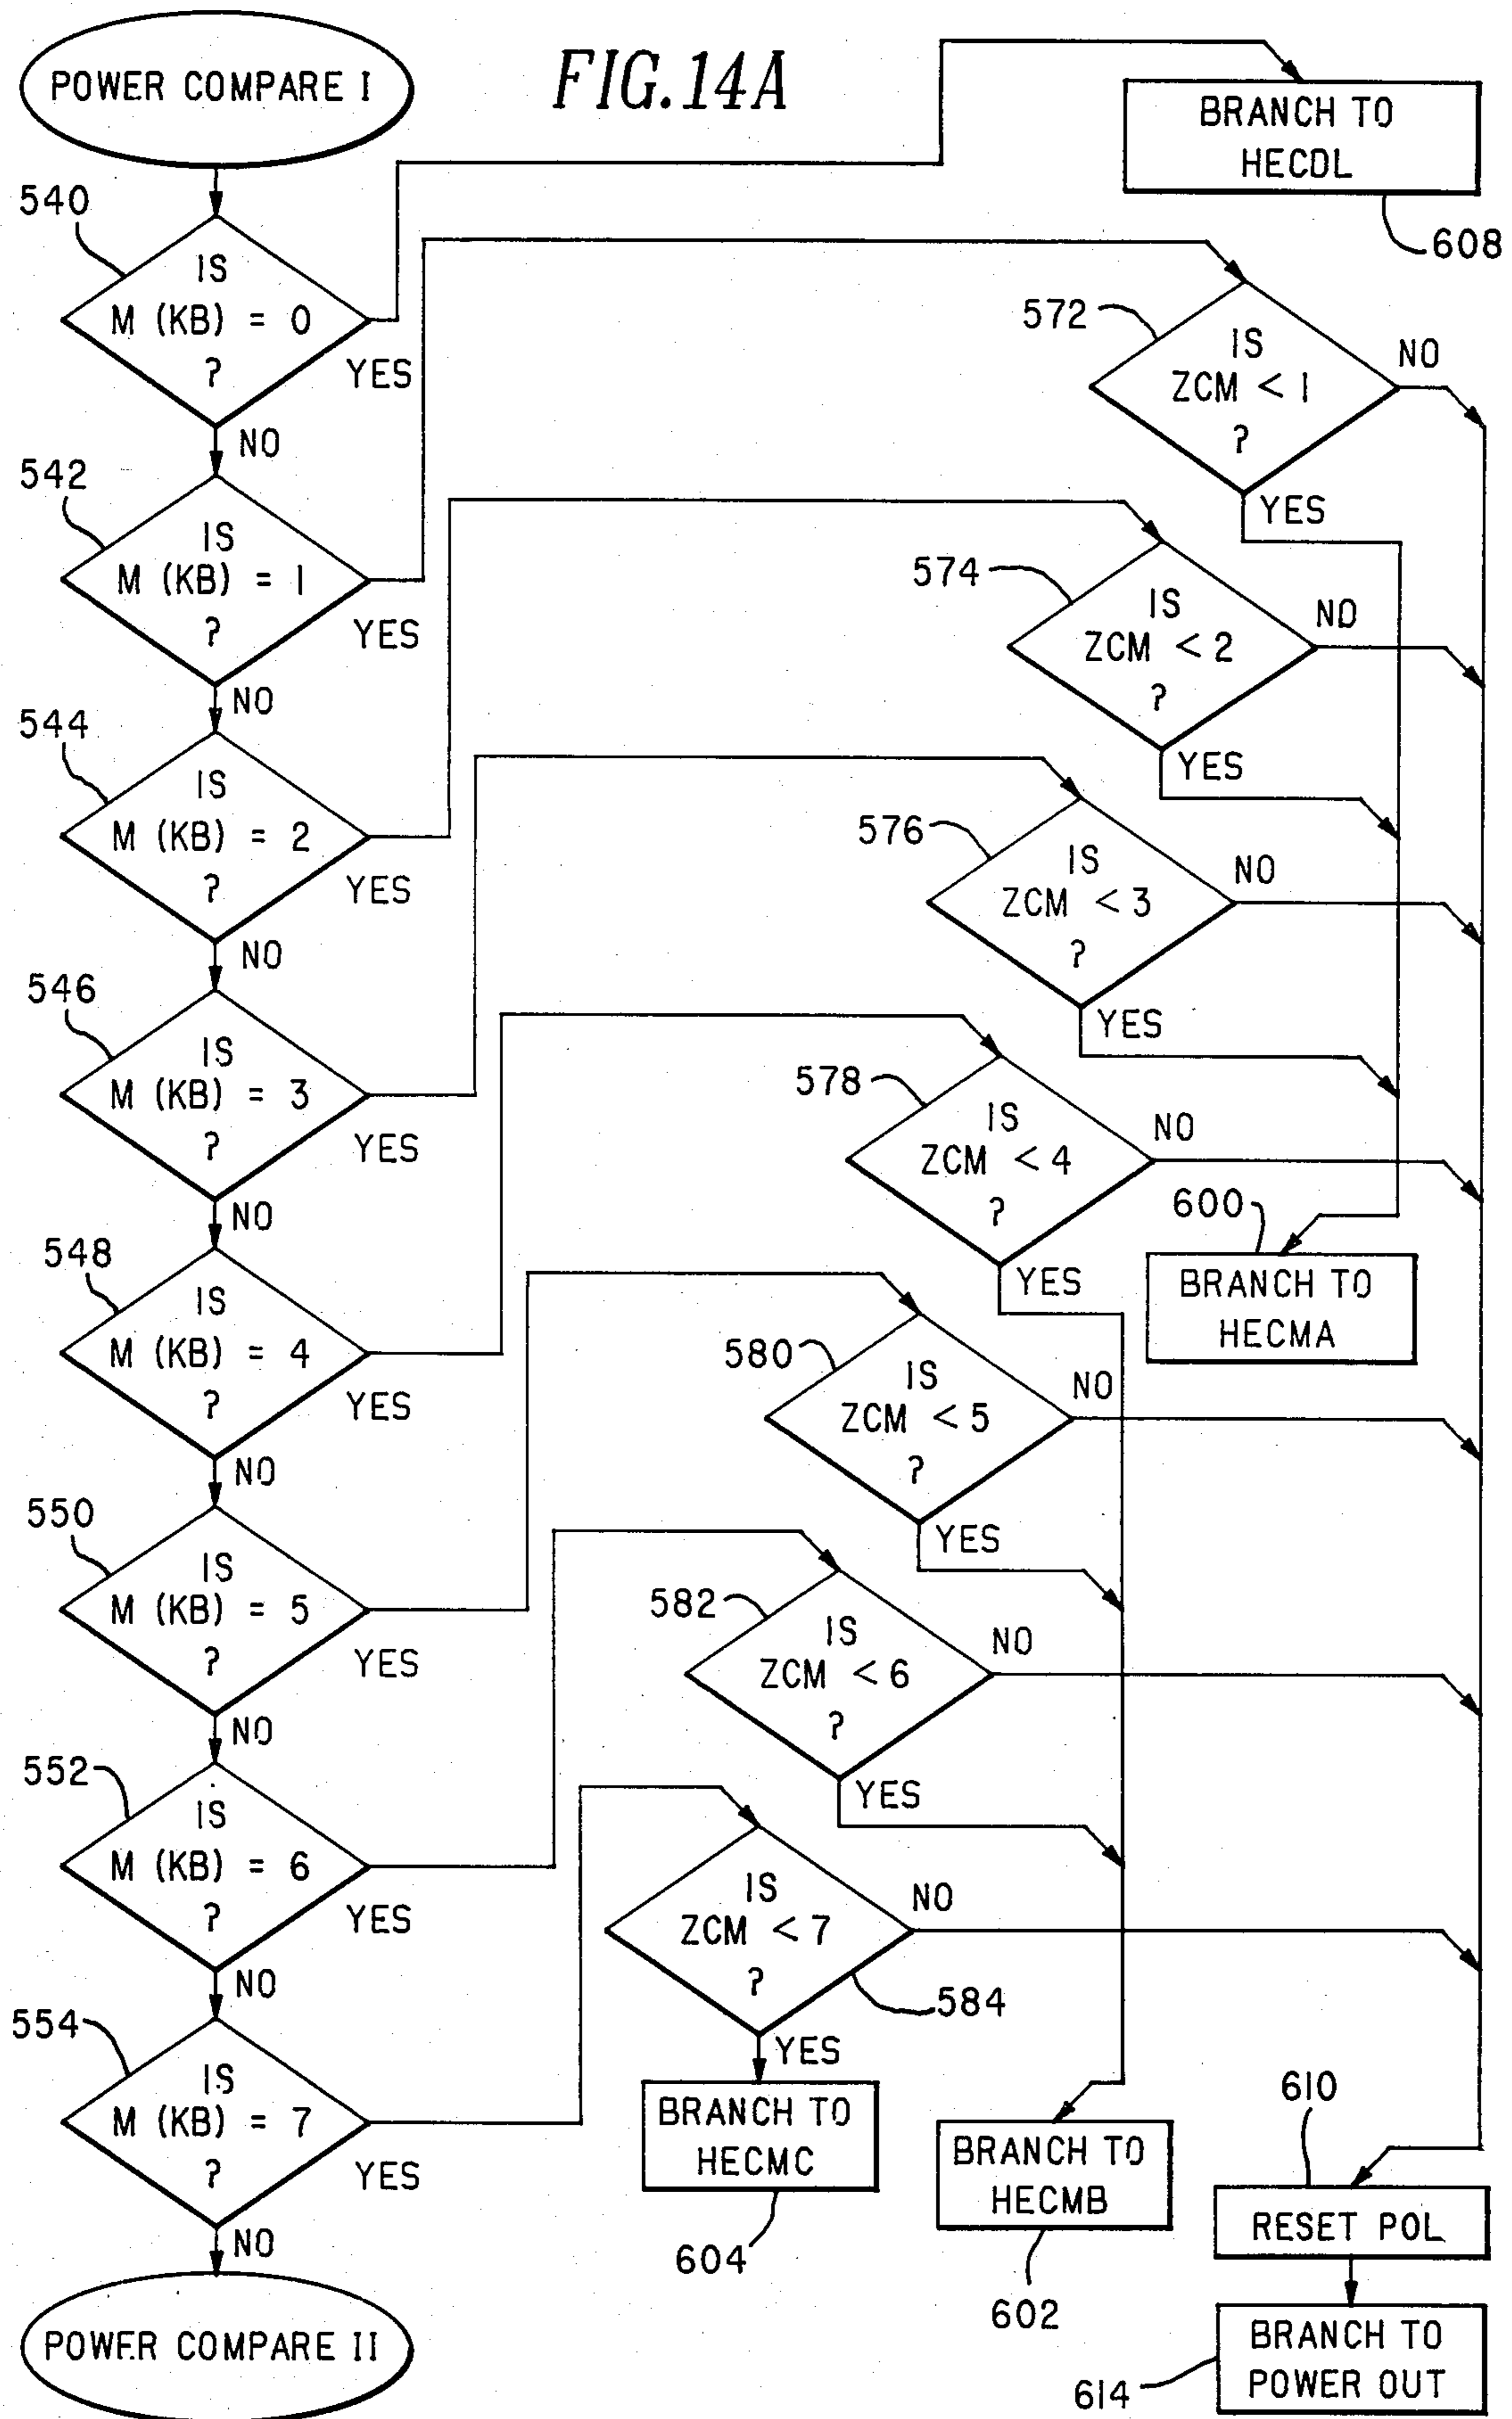 FIG.14A
POWER COMPARE I
BRANCH TO
HECDL
608
540
IS
M (KB) = 0
?
YES
NO
572
IS
ZCM < 1
?
NO
YES
542
IS
M (KB) = 1
?
YES
NO
574
IS
ZCM < 2
?
NO
YES
544
IS
M (KB) = 2
?
YES
NO
576
IS
ZCM < 3
?
NO
YES
546
IS
M (KB) = 3
?
YES
NO
578
IS
ZCM < 4
?
NO
YES
600
BRANCH TO
HECMA
548
IS
M (KB) = 4
?
YES
NO
580
IS
ZCM < 5
?
NO
YES
550
IS
M (KB) = 5
?
YES
NO
582
IS
ZCM < 6
?
NO
YES
552
IS
M (KB) = 6
?
YES
NO
IS
ZCM < 7
?
NO
584
YES
554
IS
M (KB) = 7
?
YES
NO
BRANCH TO
HECMC
604
BRANCH TO
HECMB
602
610
RESET POL
BRANCH TO
POWER OUT
614
POWER COMPARE II